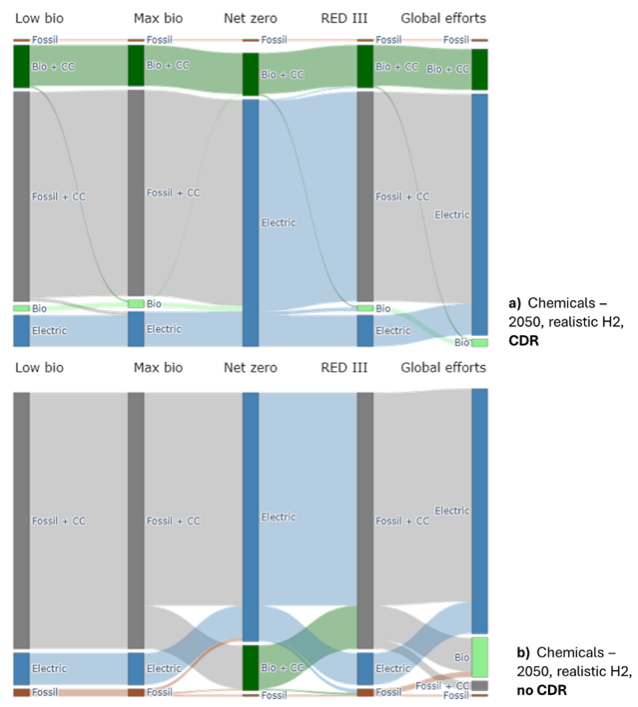 Low bio Max bio Net zero RED III Global efforts
Fossil Fossil Fossil Fossil Fossil
Bio + CC Bio + CC Bio + CC Bio + CC Bio + CC
Fossil + CC Fossil + CC Electric Fossil + CC Electric
Bio Bio Bio Bio
Electric Electric Electric
a) Chemicals –
2050, realistic H2,
CDR
Low bio Max bio Net zero RED III Global efforts
Fossil + CC Fossil + CC Electric Fossil + CC Electric
Electric Electric Bio + CC Electric Bio
Fossil Fossil Fossil Fossil Fossil + CC
Fossil
b) Chemicals –
2050, realistic H2,
no CDR